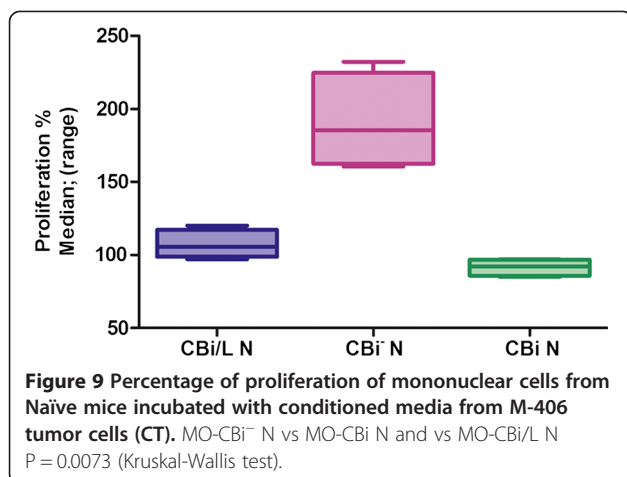 250
200
150
100
50
Proliferation %
Median; (range)
CBi/L N
CBi⁻ N
CBi N
Figure 9 Percentage of proliferation of mononuclear cells from
Naïve mice incubated with conditioned media from M-406
tumor cells (CT). MO-CBi⁻ N vs MO-CBi N and vs MO-CBi/L N
P = 0.0073 (Kruskal-Wallis test).